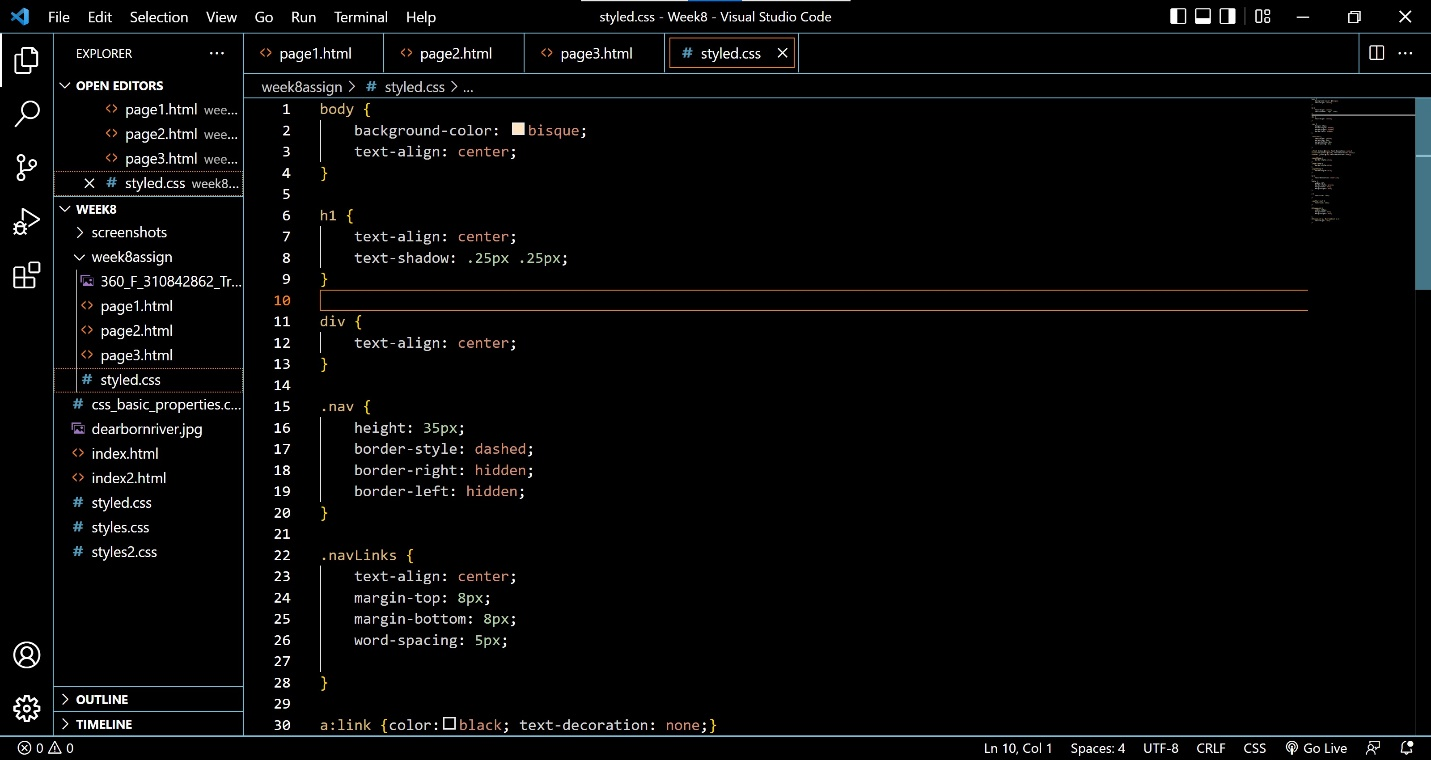 File Edit Selection View Go Run Terminal Help
styled.css - Week8 - Visual Studio Code
EXPLORER
OPEN EDITORS
page1.html wee...
page2.html wee...
page3.html wee...
styled.css week8...
WEEK8
screenshots
week8assign
360_F_310842862_Tr...
page1.html
page2.html
page3.html
styled.css
css_basic_properties.c...
dearbornriver.jpg
index.html
index2.html
styled.css
styles.css
styles2.css
OUTLINE
TIMELINE
page1.html page2.html page3.html # styled.css
week8assign > # styled.css > ...
1 body {
2 background-color: bisque;
3 text-align: center;
4 }
5
6 h1 {
7 text-align: center;
8 text-shadow: .25px .25px;
9 }
10
11 div {
12 text-align: center;
13 }
14
15 .nav {
16 height: 35px;
17 border-style: dashed;
18 border-right: hidden;
19 border-left: hidden;
20 }
21
22 .navLinks {
23 text-align: center;
24 margin-top: 8px;
25 margin-bottom: 8px;
26 word-spacing: 5px;
27
28 }
29
30 a:link {color: black; text-decoration: none;}
0 0 Ln 10, Col 1 Spaces: 4 UTF-8 CRLF CSS Go Live